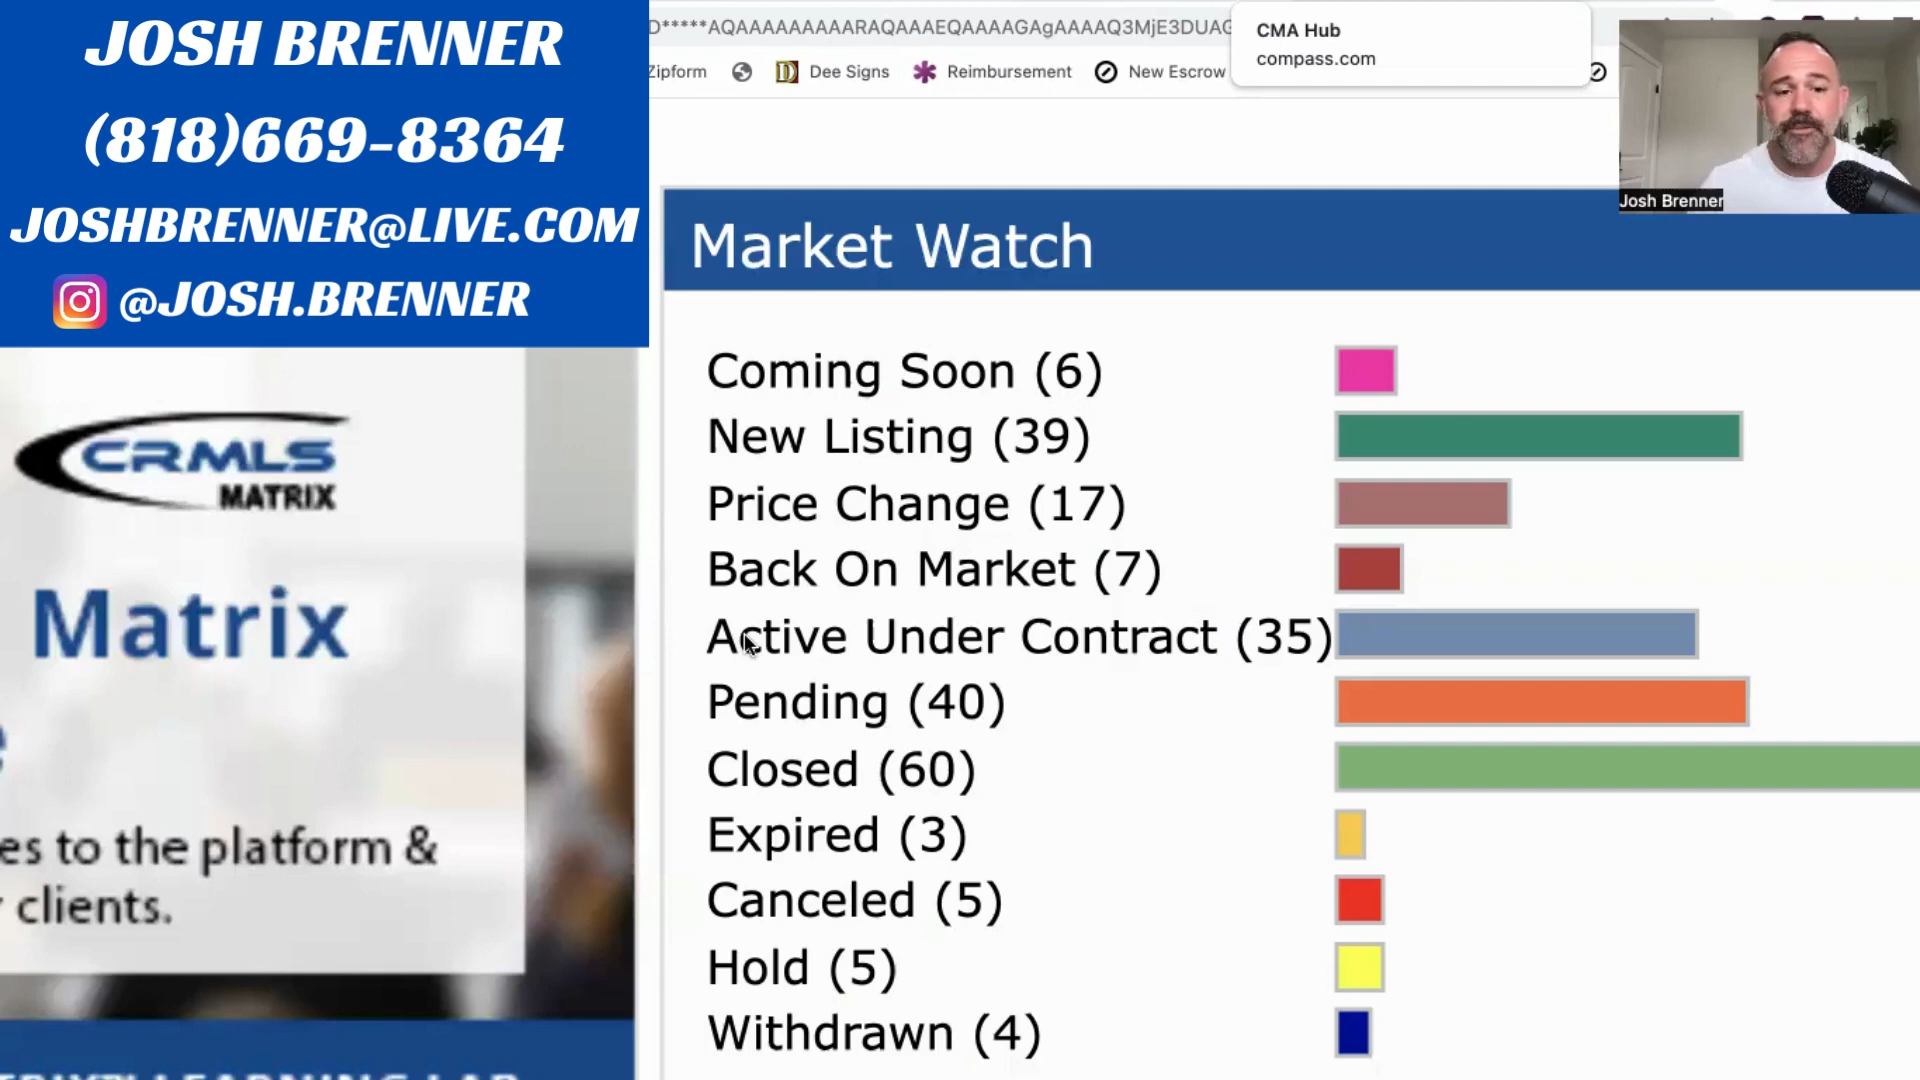 JOSH BRENNER
(818)669-8364
JOSHBRENNER@LIVE.COM
@JOSH.BRENNER
D*****AQAAAAAAAAARAQAAAEQAAAAGAgAAAAQ3MjE3DUAG
CMA Hub
compass.com
Zipform
Dee Signs
Reimbursement
New Escrow
Josh Brenner
Market Watch
Coming Soon (6)
New Listing (39)
Price Change (17)
Back On Market (7)
Active Under Contract (35)
Pending (40)
Closed (60)
Expired (3)
Canceled (5)
Hold (5)
Withdrawn (4)
CRMLS
MATRIX
Matrix
es to the platform &
clients.